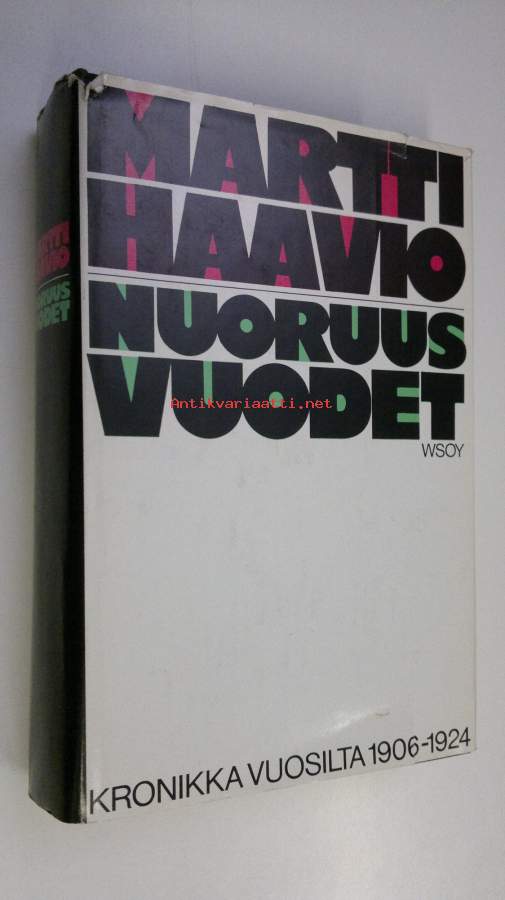 MARTTI
HAAVIO
NUORUUS
VUODET
WSOY
KRONIKKA VUOSILTA 1906-1924
MARTTI
HAAVIO
NUORUUS
VUODET
Antikvariaatti.net